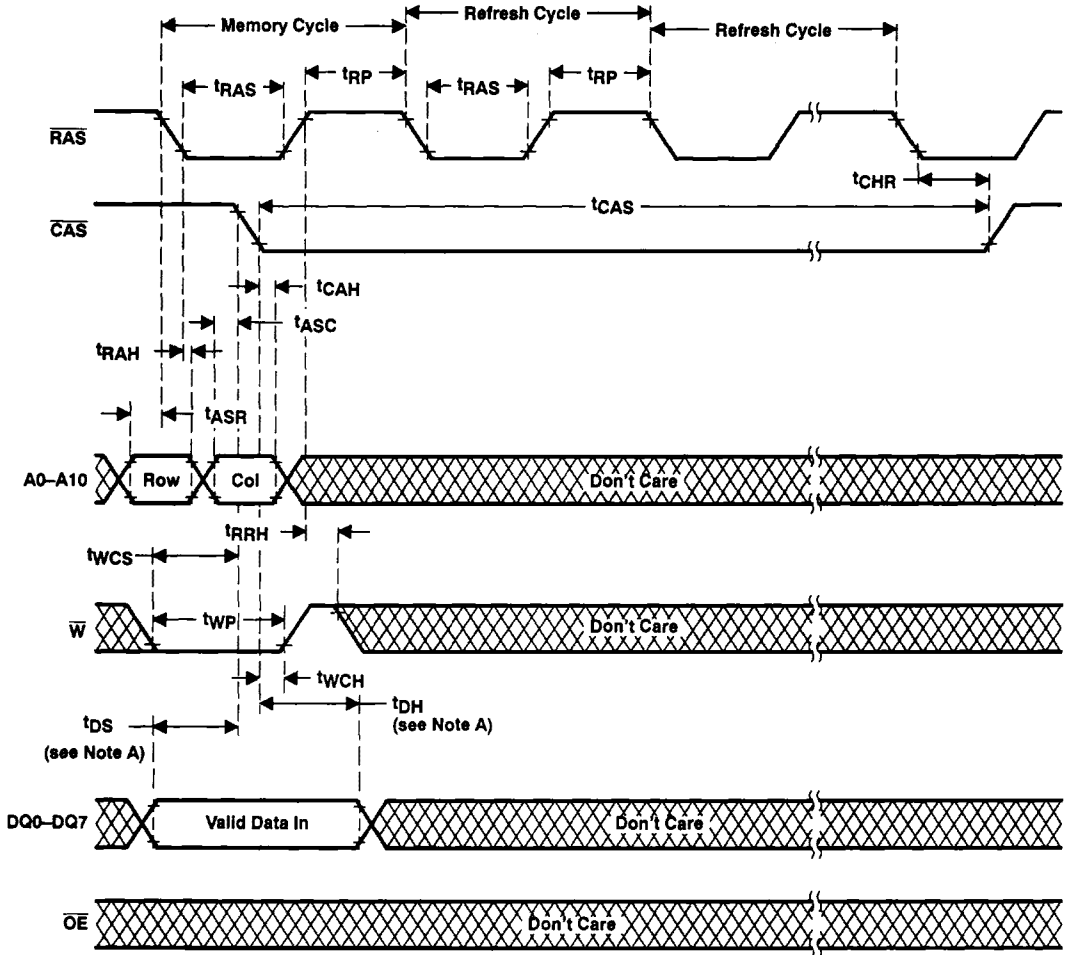 Memory Cycle
Refresh Cycle
Refresh Cycle
tRAS
tRP
tRAS
tRP
RAS
tCHR
tCAS
CAS
tCAH
tASC
tRAH
tASR
A0–A10
Row
Col
Don't Care
tRRH
tWCS
W
tWP
Don't Care
tWCH
tDH
(see Note A)
tDS
(see Note A)
DQ0–DQ7
Valid Data In
Don't Care
OE
Don't Care